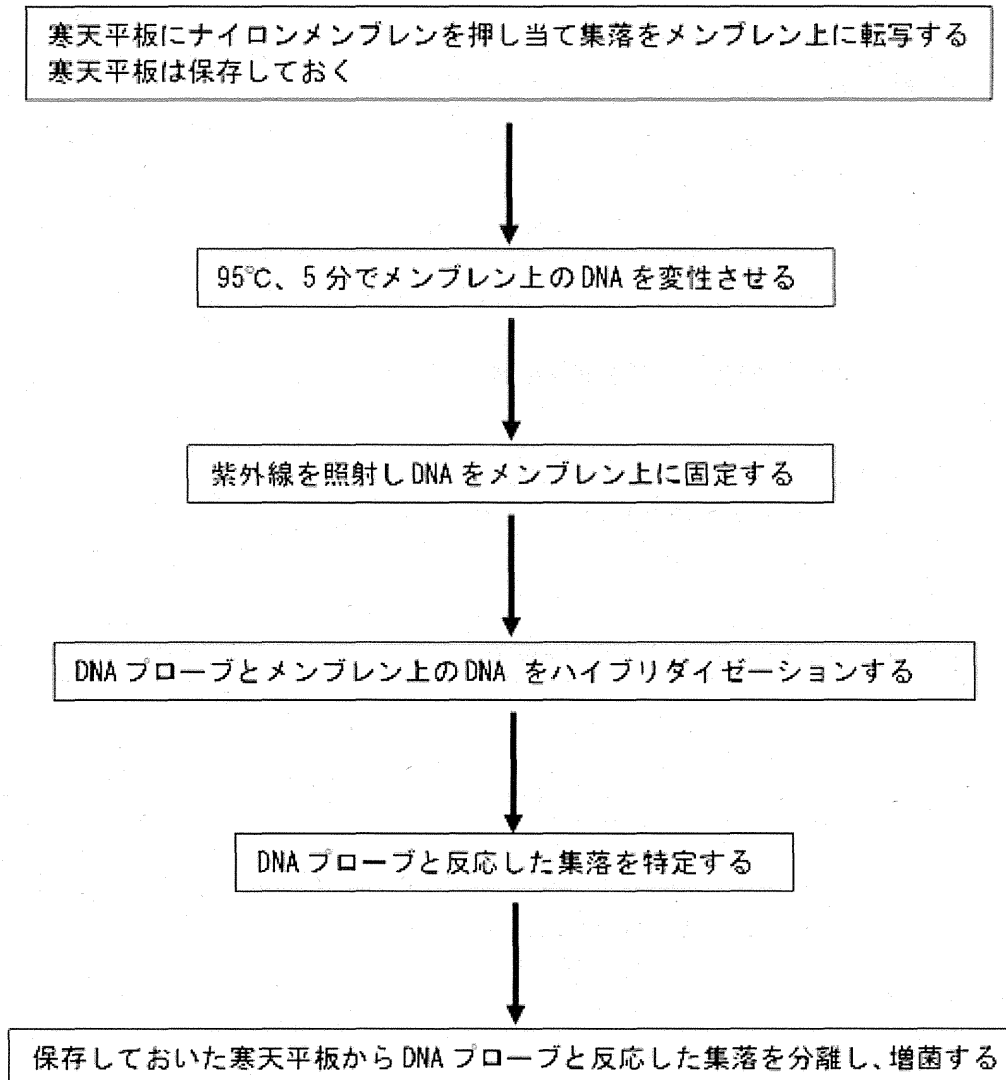 寒天平板にナイロンメンブレンを押し当て集落をメンブレン上に転写する
寒天平板は保存しておく
95℃、5分でメンブレン上のDNAを変性させる
紫外線を照射しDNAをメンブレン上に固定する
DNAプローブとメンブレン上のDNA をハイブリダイゼーションする
DNAプローブと反応した集落を特定する
保存しておいた寒天平板からDNAプローブと反応した集落を分離し、増菌する